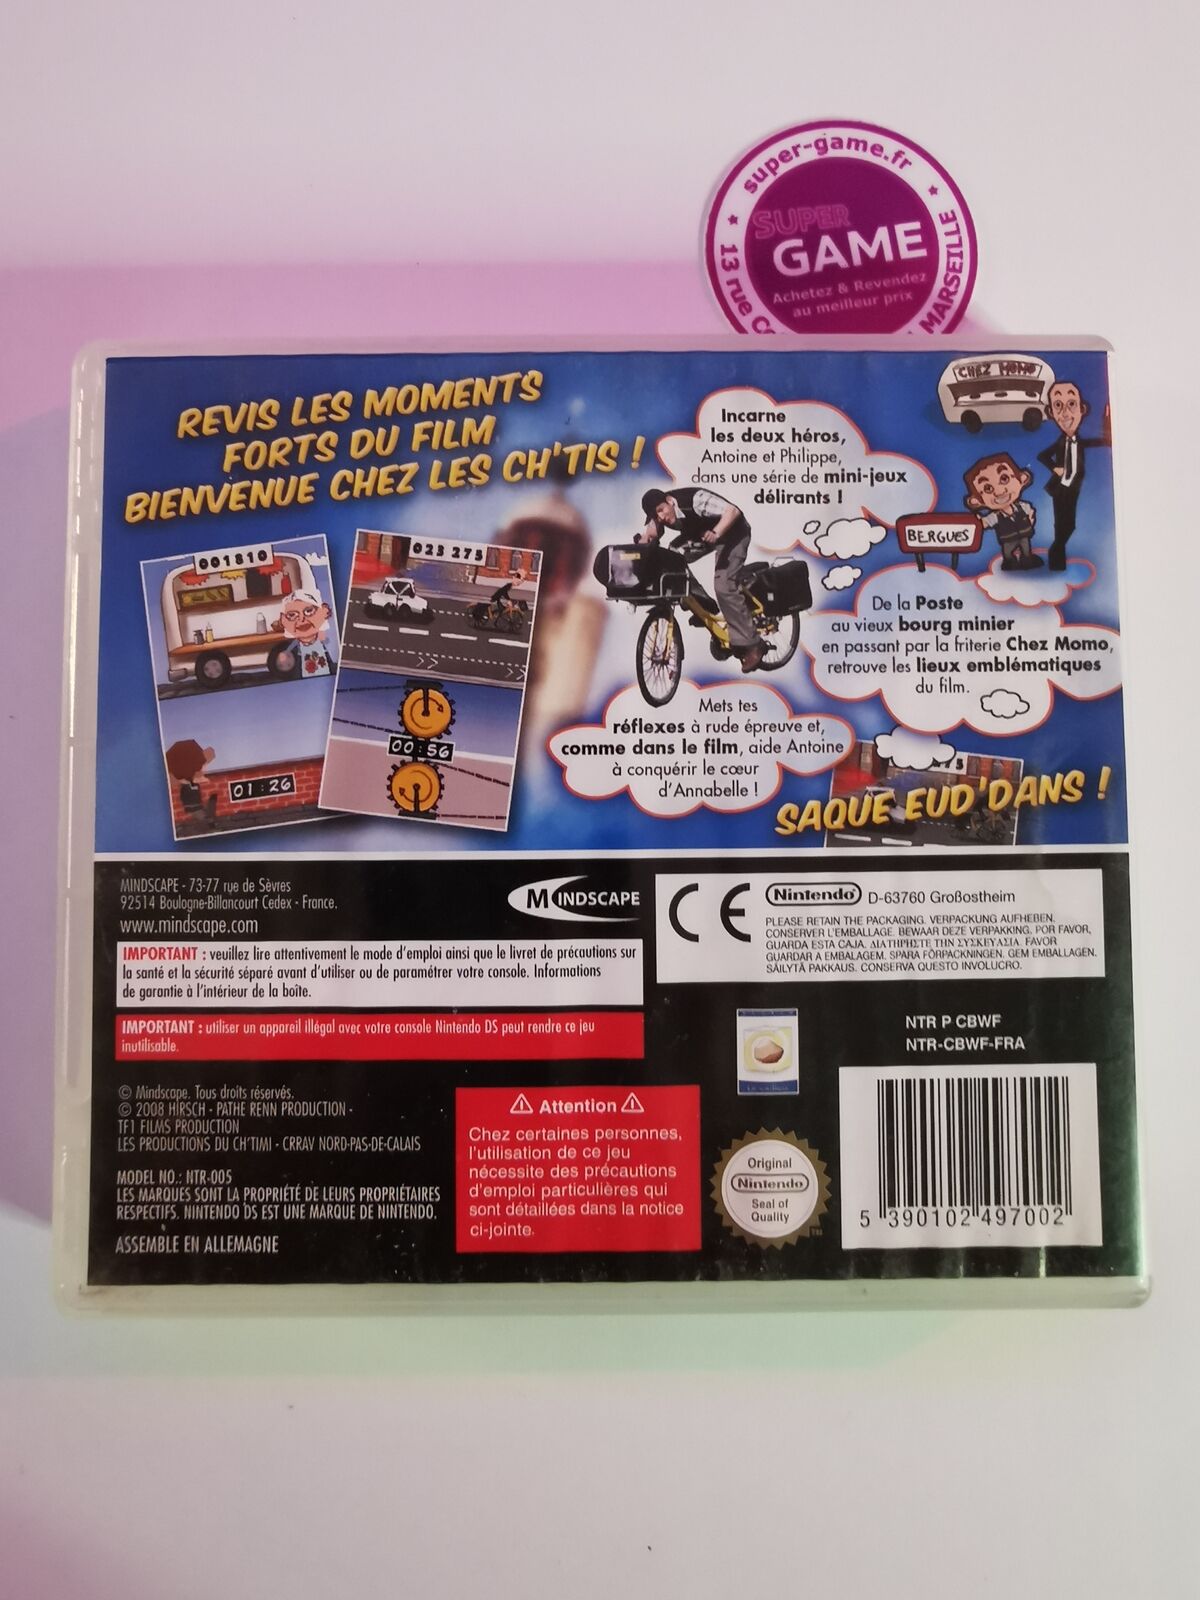 super-game.fr
SUPER
GAME
Achetez & Revendez
au meilleur prix
13 rue
MARSEILLE
REVIS LES MOMENTS
FORTS DU FILM
BIENVENUE CHEZ LES CH'TIS !
Incarne
les deux héros,
Antoine et Philippe,
dans une série de mini-jeux
délirants !
CHEZ MOMO
BERGUES
001810
01:26
023 275
00:56
De la Poste
au vieux bourg minier
en passant par la friterie Chez Momo,
retrouve les lieux emblématiques
du film.
Mets tes
réflexes à rude épreuve et,
comme dans le film, aide Antoine
à conquérir le cœur
d'Annabelle !
SAQUE EUD'DANS !
MINDSCAPE - 73-77 rue de Sèvres
92514 Boulogne-Billancourt Cedex - France.
www.mindscape.com
MINDSCAPE
IMPORTANT : veuillez lire attentivement le mode d'emploi ainsi que le livret de précautions sur
la santé et la sécurité séparé avant d'utiliser ou de paramétrer votre console. Informations
de garantie à l'intérieur de la boîte.
IMPORTANT : utiliser un appareil illégal avec votre console Nintendo DS peut rendre ce jeu
inutilisable.
CE
Nintendo D-63760 Großostheim
PLEASE RETAIN THE PACKAGING. VERPACKUNG AUFHEBEN.
CONSERVER L'EMBALLAGE. BEWAAR DEZE VERPAKKING. POR FAVOR,
GUARDA ESTA CAJA. ΔΙΑΤΗΡΗΣΤΕ ΤΗΝ ΣΥΣΚΕΥΑΣΙΑ. FAVOR
GUARDAR A EMBALAGEM. SPARA FÖRPACKNINGEN. GEM EMBALLAGEN.
SÄILYTÄ PAKKAUS. CONSERVA QUESTO INVOLUCRO.
NTR P CBWF
NTR-CBWF-FRA
© Mindscape. Tous droits réservés.
© 2008 HIRSCH - PATHE RENN PRODUCTION -
TF1 FILMS PRODUCTION
LES PRODUCTIONS DU CH'TIMI - CRRAV NORD-PAS-DE-CALAIS
MODEL NO.: NTR-005
LES MARQUES SONT LA PROPRIÉTÉ DE LEURS PROPRIÉTAIRES
RESPECTIFS. NINTENDO DS EST UNE MARQUE DE NINTENDO.
ASSEMBLE EN ALLEMAGNE
Attention
Chez certaines personnes,
l'utilisation de ce jeu
nécessite des précautions
d'emploi particulières qui
sont détaillées dans la notice
ci-jointe.
Original
Nintendo
Seal of
Quality
TM
5 390102 497002